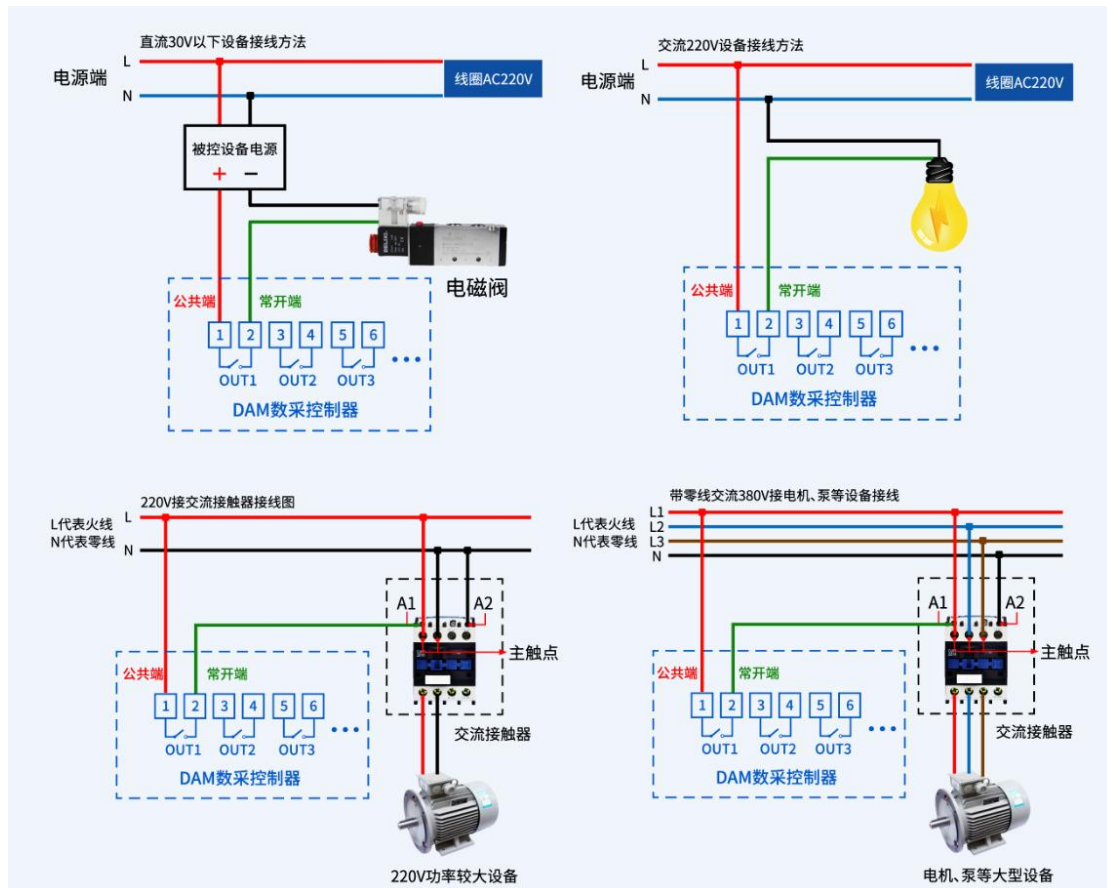 直流30V以下设备接线方法
L
电源端
线圈AC220V
N
被控设备电源
+ −
电磁阀
公共端
常开端
1 2 3 4 5 6
OUT1 OUT2 OUT3
DAM数采控制器
交流220V设备接线方法
L
电源端
线圈AC220V
N
公共端
常开端
1 2 3 4 5 6
OUT1 OUT2 OUT3
DAM数采控制器
220V接交流接触器接线图
L代表火线 L
N代表零线 N
A1 A2
主触点
公共端
常开端
1 2 3 4 5 6
交流接触器
OUT1 OUT2 OUT3
DAM数采控制器
220V功率较大设备
带零线交流380V接电机、泵等设备接线
L1
L代表火线 L2
N代表零线 L3
N
A1 A2
主触点
公共端
常开端
1 2 3 4 5 6
交流接触器
OUT1 OUT2 OUT3
DAM数采控制器
电机、泵等大型设备